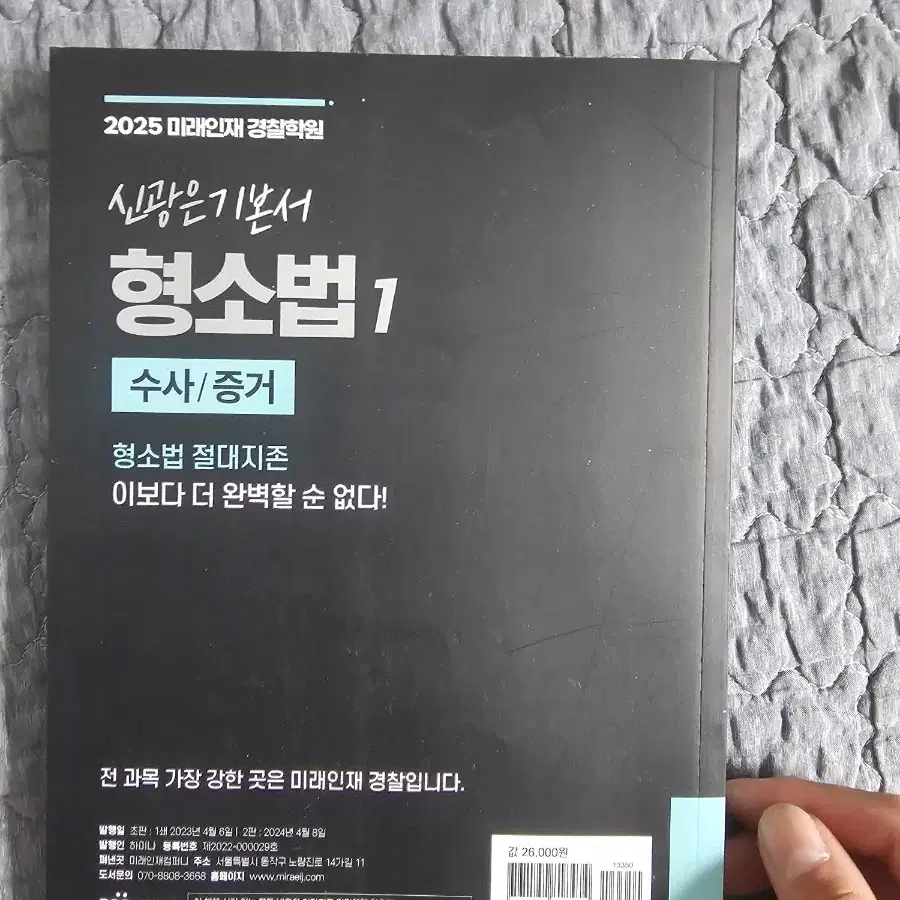 2025 미래인재 경찰학원
신광은기본서
형소법 1
수사/증거
형소법 절대지존
이보다 더 완벽할 순 없다!
전 과목 가장 강한 곳은 미래인재 경찰입니다.
발행일 초판 : 1쇄 2023년 4월 6일 | 2판 : 2024년 4월 8일
발행인 하미나 등록번호 제2022-000029호
펴낸곳 미래인재컴퍼니 주소 서울특별시 동작구 노량진로 14가길 11
도서문의 070-8808-3668 홈페이지 www.miraeij.com
값 26,000원
13350